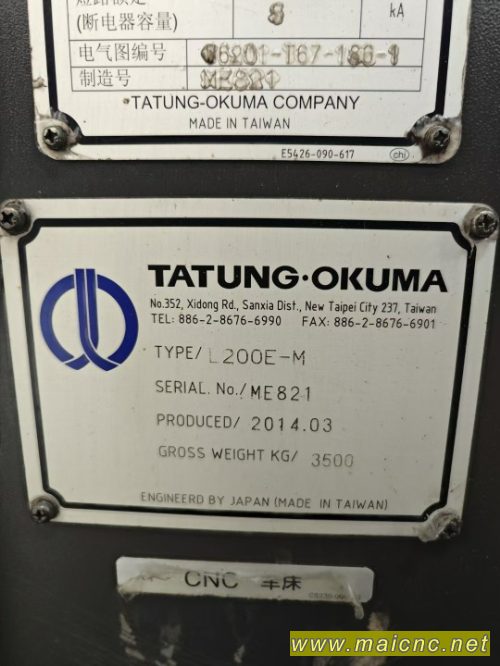 (断电器容量) 8 kA
电气图编号
制造号 ME821
TATUNG-OKUMA COMPANY
MADE IN TAIWAN
E5426-090-617 chi
TATUNG·OKUMA
No.352, Xidong Rd., Sanxia Dist., New Taipei City 237, Taiwan
TEL: 886-2-8676-6990 FAX: 886-2-8676-6901
TYPE/ L200E-M
SERIAL. No./ ME821
PRODUCED/ 2014.03
GROSS WEIGHT KG/ 3500
ENGINEERD BY JAPAN (MADE IN TAIWAN)
CNC 车床
www.maicnc.net